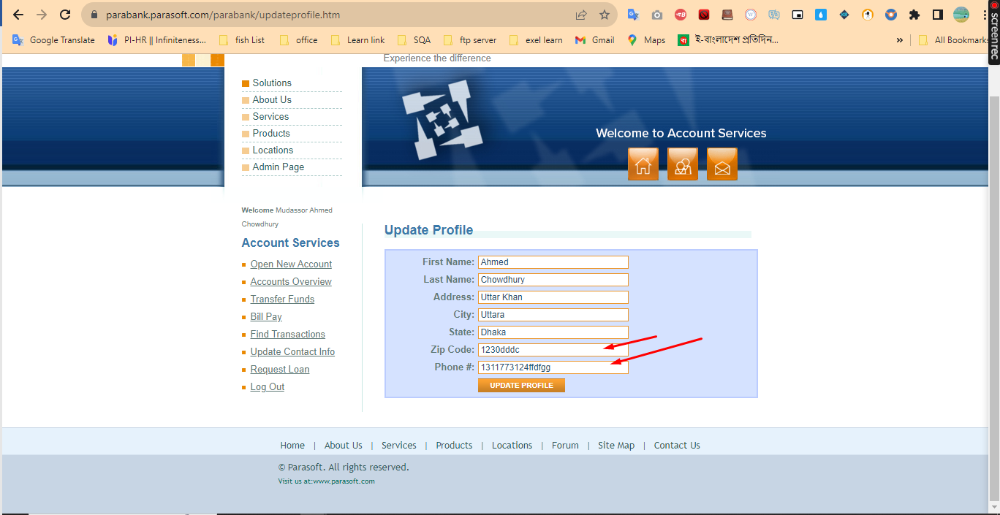 parabank.parasoft.com/parabank/updateprofile.htm
screenrec
Google Translate PI-HR || Infiniteness... fish List office Learn link SQA ftp server exel learn Gmail Maps ই-বাংলাদেশ প্রতিদিন... » All Bookmarks
Experience the difference
Solutions
About Us
Services
Products
Locations
Admin Page
Welcome to Account Services
Welcome Mudassor Ahmed
Chowdhury
Account Services
Open New Account
Accounts Overview
Transfer Funds
Bill Pay
Find Transactions
Update Contact Info
Request Loan
Log Out
Update Profile
First Name: Ahmed
Last Name: Chowdhury
Address: Uttar Khan
City: Uttara
State: Dhaka
Zip Code: 1230dddc
Phone #: 1311773124ffdfgg
UPDATE PROFILE
Home | About Us | Services | Products | Locations | Forum | Site Map | Contact Us
© Parasoft. All rights reserved.
Visit us at:www.parasoft.com